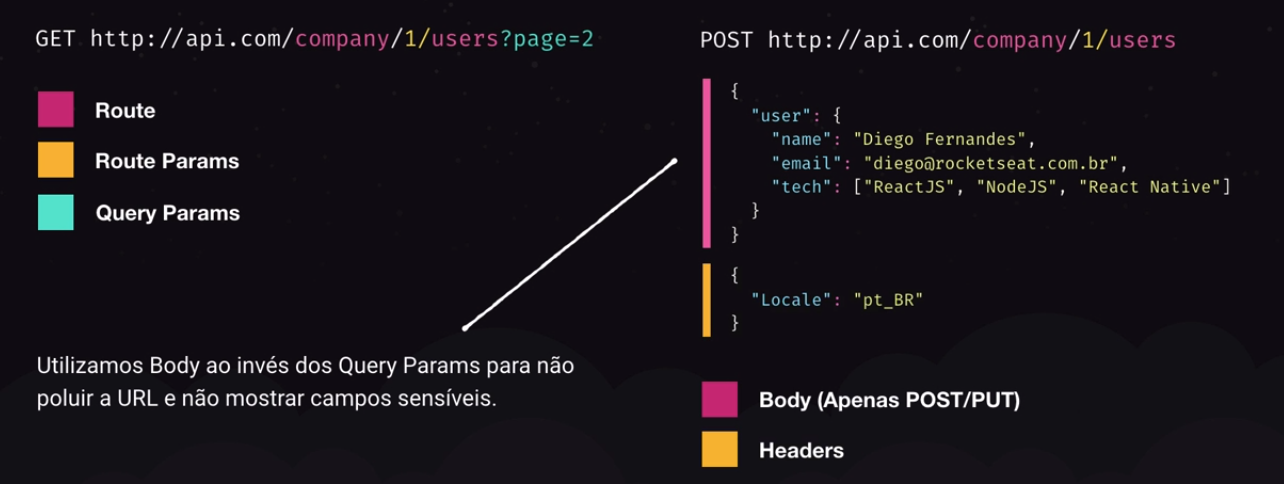 GET http://api.com/company/1/users?page=2
Route
Route Params
Query Params
Utilizamos Body ao invés dos Query Params para não
poluir a URL e não mostrar campos sensíveis.
POST http://api.com/company/1/users
{
"user": {
"name": "Diego Fernandes",
"email": "diego@rocketseat.com.br",
"tech": ["ReactJS", "NodeJS", "React Native"]
}
}
{
"Locale": "pt_BR"
}
Body (Apenas POST/PUT)
Headers